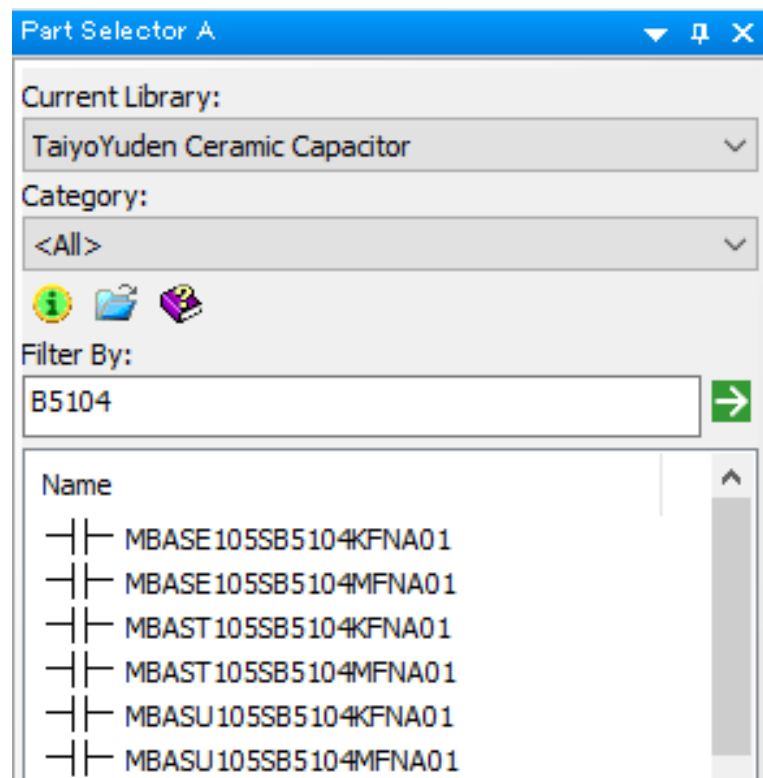 Part Selector A
Current Library:
TaiyoYuden Ceramic Capacitor
Category:
<All>
Filter By:
B5104
Name
MBASE105SB5104KFNA01
MBASE105SB5104MFNA01
MBAST105SB5104KFNA01
MBAST105SB5104MFNA01
MBASU105SB5104KFNA01
MBASU105SB5104MFNA01